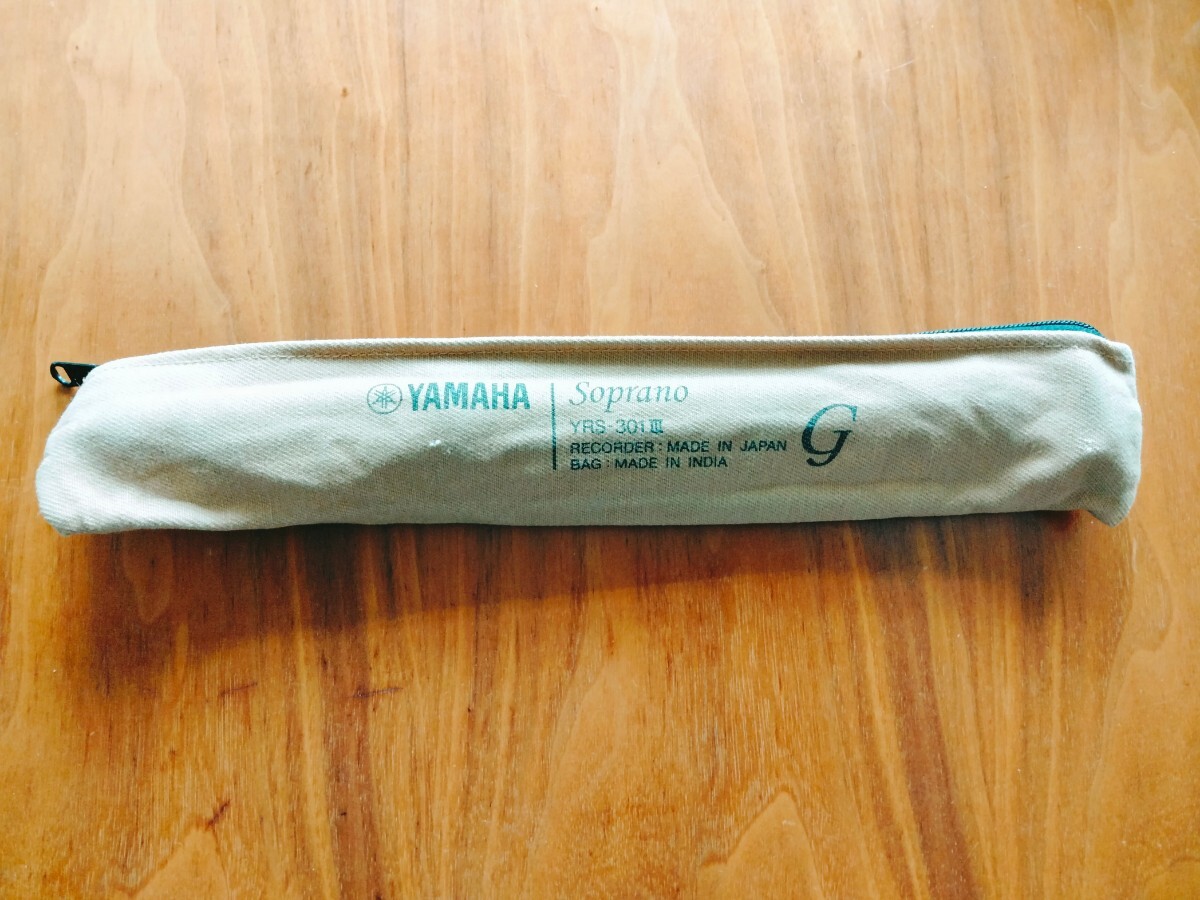 YAMAHA
Soprano
YRS-301III
RECORDER: MADE IN JAPAN
BAG: MADE IN INDIA
G